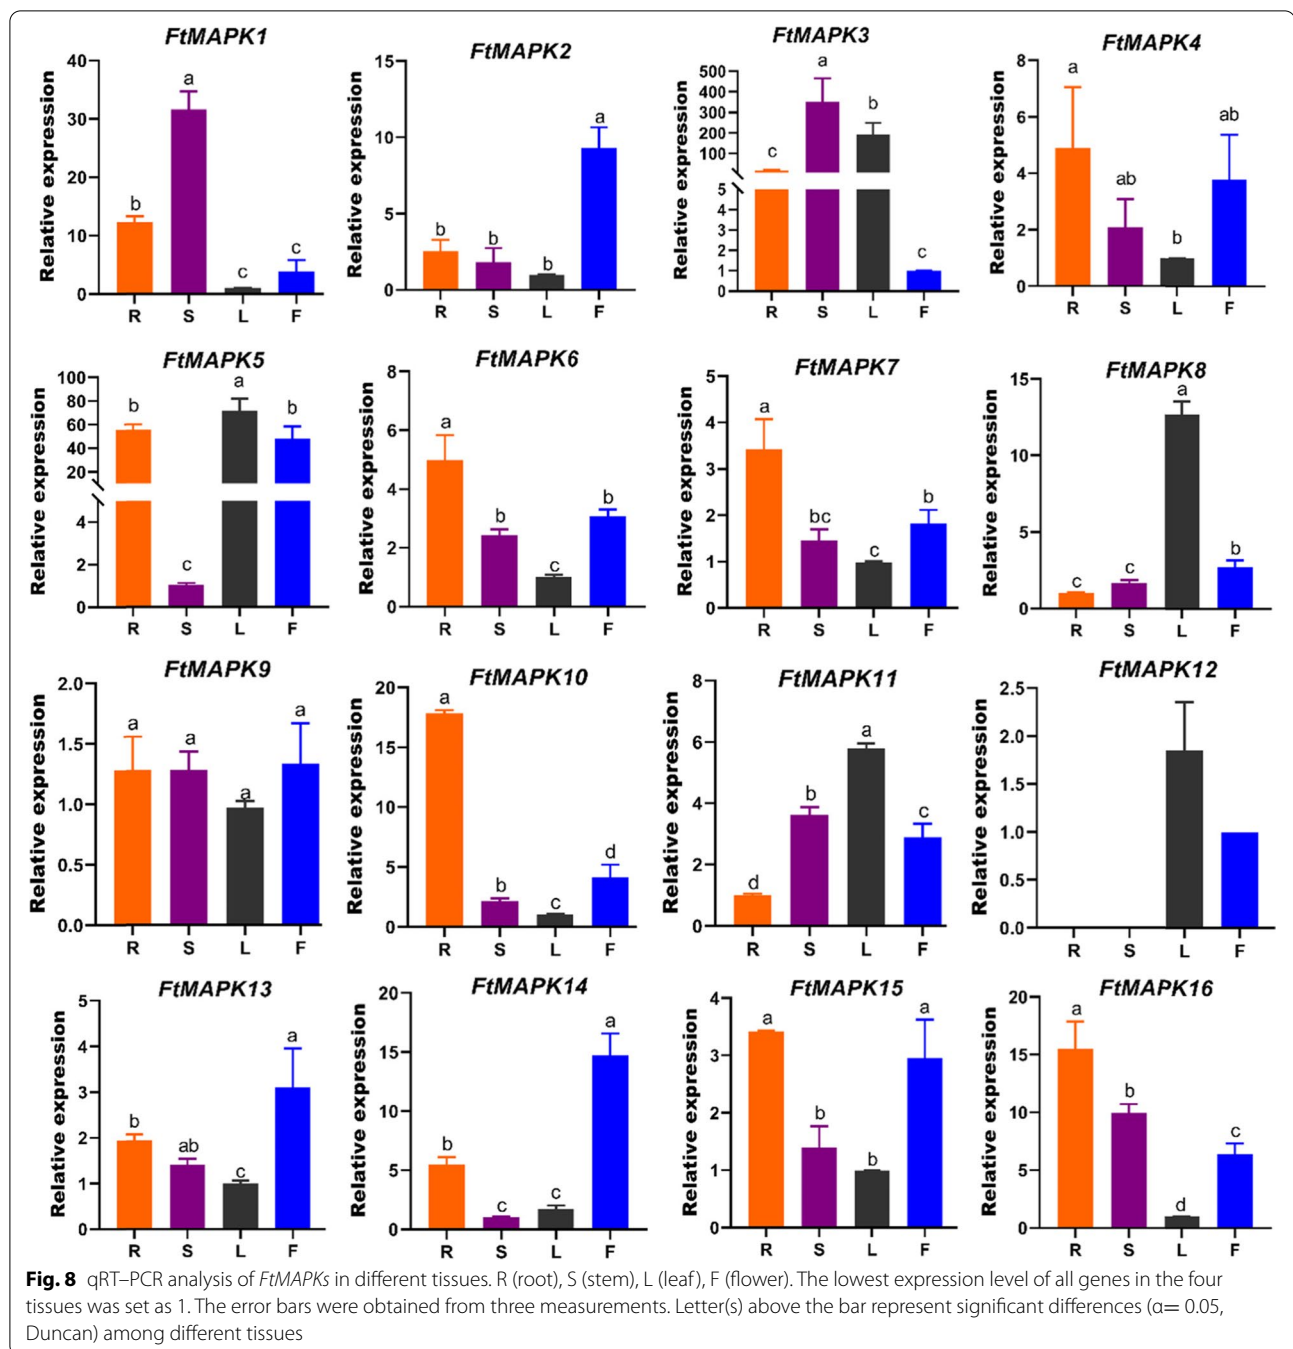 FtMAPK1
Relative expression
40
30
20
10
0
b
a
c
c
R S L F
FtMAPK2
Relative expression
15
10
5
0
b
b
b
a
R S L F
FtMAPK3
Relative expression
500
400
300
200
100
5
4
3
2
1
0
c
a
b
c
R S L F
FtMAPK4
Relative expression
8
6
4
2
0
a
ab
b
ab
R S L F
FtMAPK5
Relative expression
100
80
60
40
20
4
2
0
b
c
a
b
R S L F
FtMAPK6
Relative expression
8
6
4
2
0
a
b
c
b
R S L F
FtMAPK7
Relative expression
5
4
3
2
1
0
a
bc
c
b
R S L F
FtMAPK8
Relative expression
15
10
5
0
c
c
a
b
R S L F
FtMAPK9
Relative expression
2.0
1.5
1.0
0.5
0.0
a
a
a
a
R S L F
FtMAPK10
Relative expression
20
15
10
5
0
a
b
c
d
R S L F
FtMAPK11
Relative expression
8
6
4
2
0
d
b
a
c
R S L F
FtMAPK12
Relative expression
2.5
2.0
1.5
1.0
0.5
0.0
R S L F
FtMAPK13
Relative expression
5
4
3
2
1
0
b
ab
c
a
R S L F
FtMAPK14
Relative expression
20
15
10
5
0
b
c
c
a
R S L F
FtMAPK15
Relative expression
4
3
2
1
0
a
b
b
a
R S L F
FtMAPK16
Relative expression
20
15
10
5
0
a
b
d
c
R S L F
Fig. 8 qRT–PCR analysis of FtMAPKs in different tissues. R (root), S (stem), L (leaf), F (flower). The lowest expression level of all genes in the four
tissues was set as 1. The error bars were obtained from three measurements. Letter(s) above the bar represent significant differences (α= 0.05,
Duncan) among different tissues